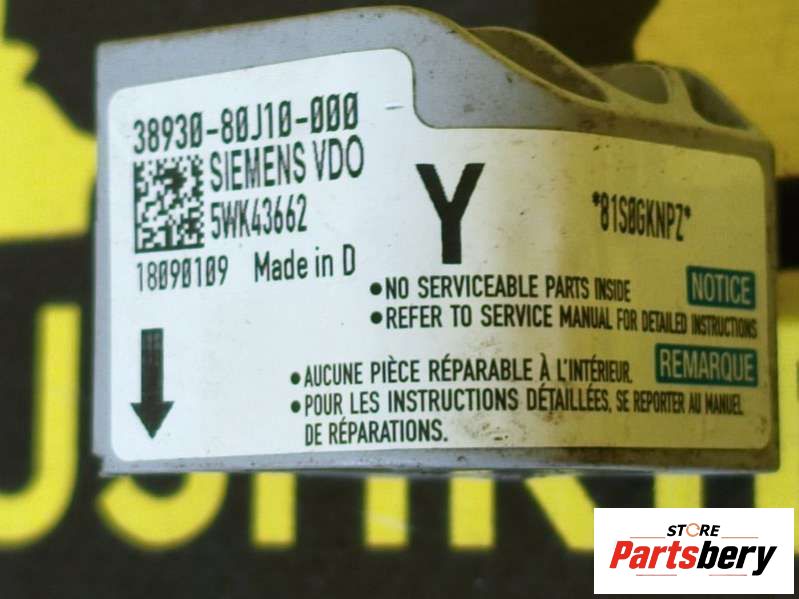 38930-80J10-000
SIEMENS VDO
5WK43662
18090109 Made in D
Y
*81S0GKNPZ*
•NO SERVICEABLE PARTS INSIDE NOTICE
•REFER TO SERVICE MANUAL FOR DETAILED INSTRUCTIONS
•AUCUNE PIÈCE RÉPARABLE À L'INTÉRIEUR. REMARQUE
•POUR LES INSTRUCTIONS DÉTAILLÉES, SE REPORTER AU MANUEL
DE RÉPARATIONS.
STORE
Partsbery